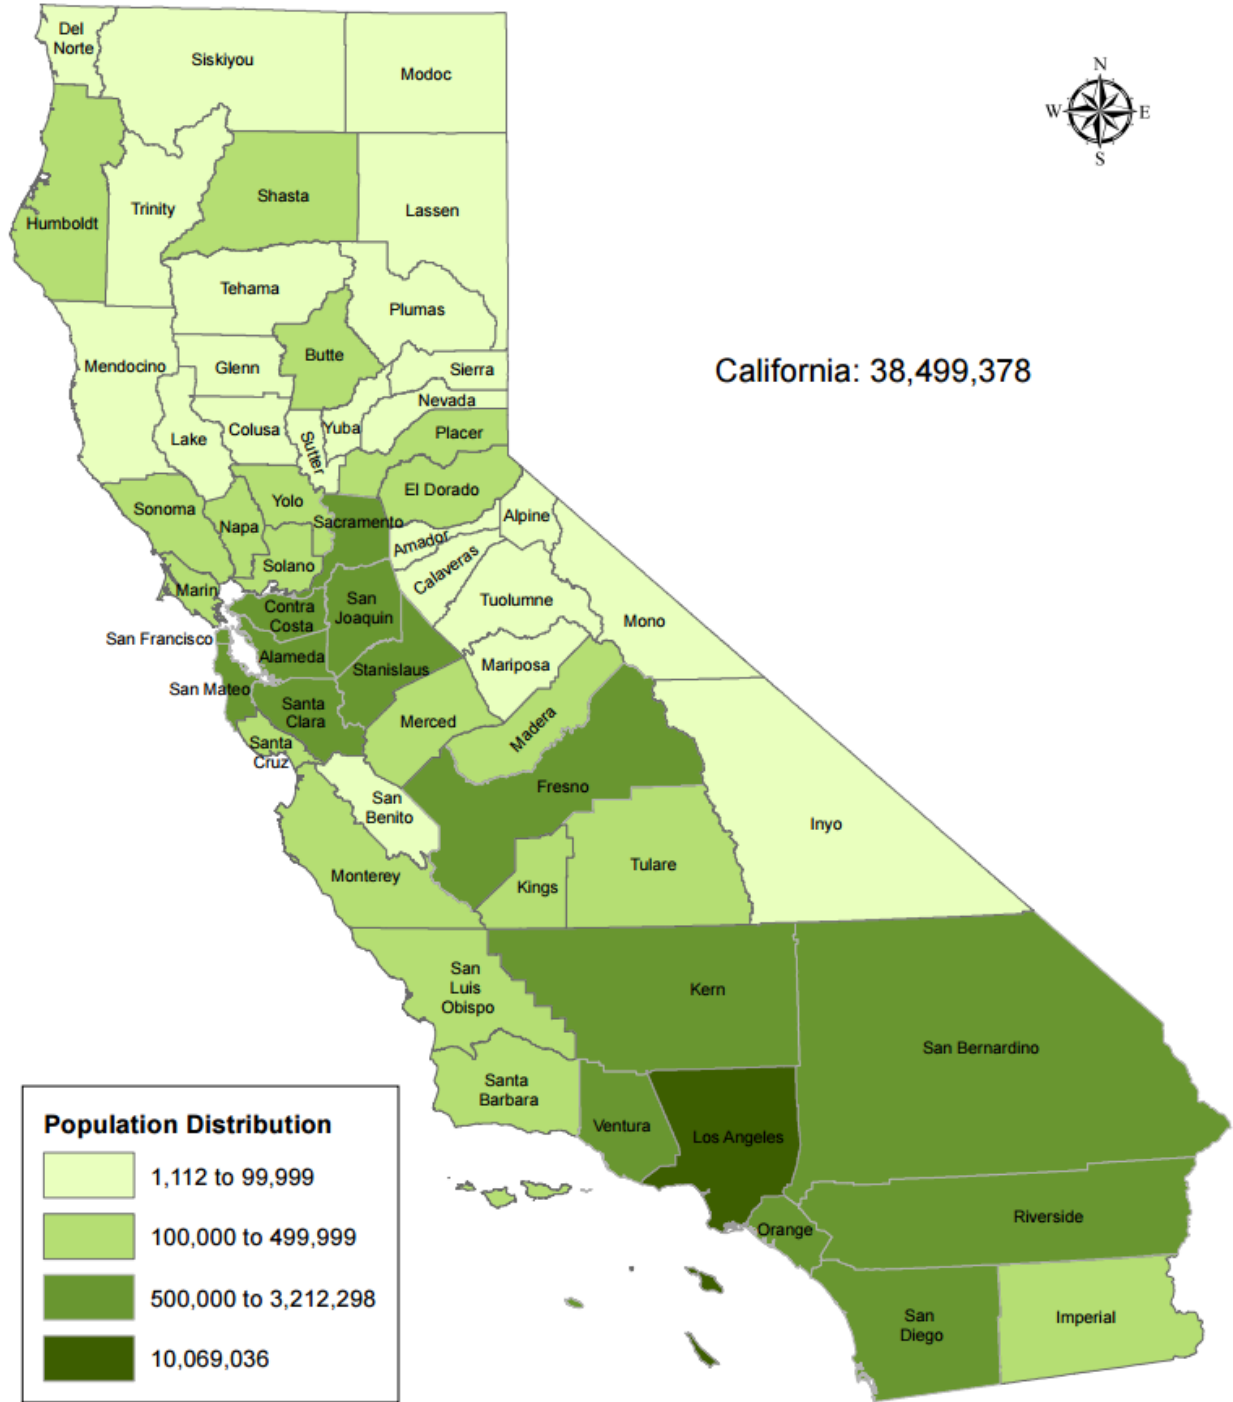 Del
Norte
Siskiyou
Modoc
N
W
E
S
Humboldt
Trinity
Shasta
Lassen
Tehama
Plumas
Mendocino
Glenn
Butte
Sierra
California: 38,499,378
Nevada
Lake
Colusa
Sutter
Yuba
Placer
El Dorado
Sonoma
Napa
Yolo
Sacramento
Amador
Alpine
Solano
Calaveras
Marin
Contra
Costa
San
Joaquin
Tuolumne
Mono
San Francisco
Alameda
Stanislaus
Mariposa
San Mateo
Santa
Clara
Merced
Madera
Santa
Cruz
Fresno
San
Benito
Inyo
Monterey
Kings
Tulare
San
Luis
Obispo
Kern
San Bernardino
Santa
Barbara
Ventura
Los Angeles
Orange
Riverside
San
Diego
Imperial
Population Distribution
1,112 to 99,999
100,000 to 499,999
500,000 to 3,212,298
10,069,036